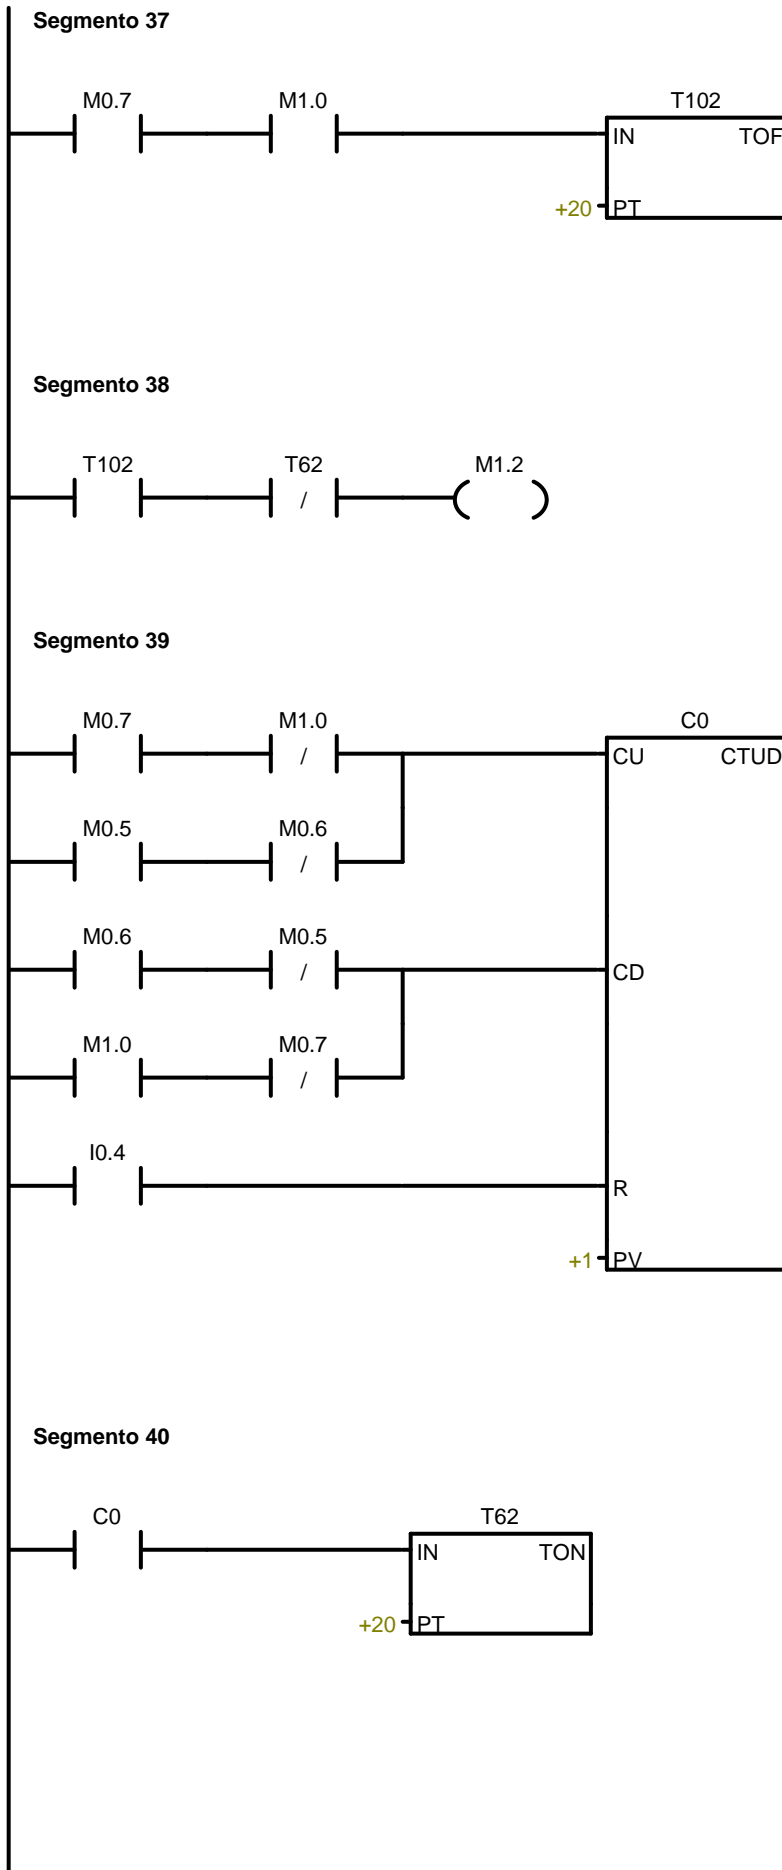 Segmento 37
M0.7 M1.0 T102
IN TOF
+20 PT
Segmento 38
T102 T62 M1.2
/
Segmento 39
M0.7 M1.0 C0
/ CU CTUD
M0.5 M0.6
/
M0.6 M0.5
/ CD
M1.0 M0.7
/
I0.4
R
+1 PV
Segmento 40
C0 T62
IN TON
+20 PT